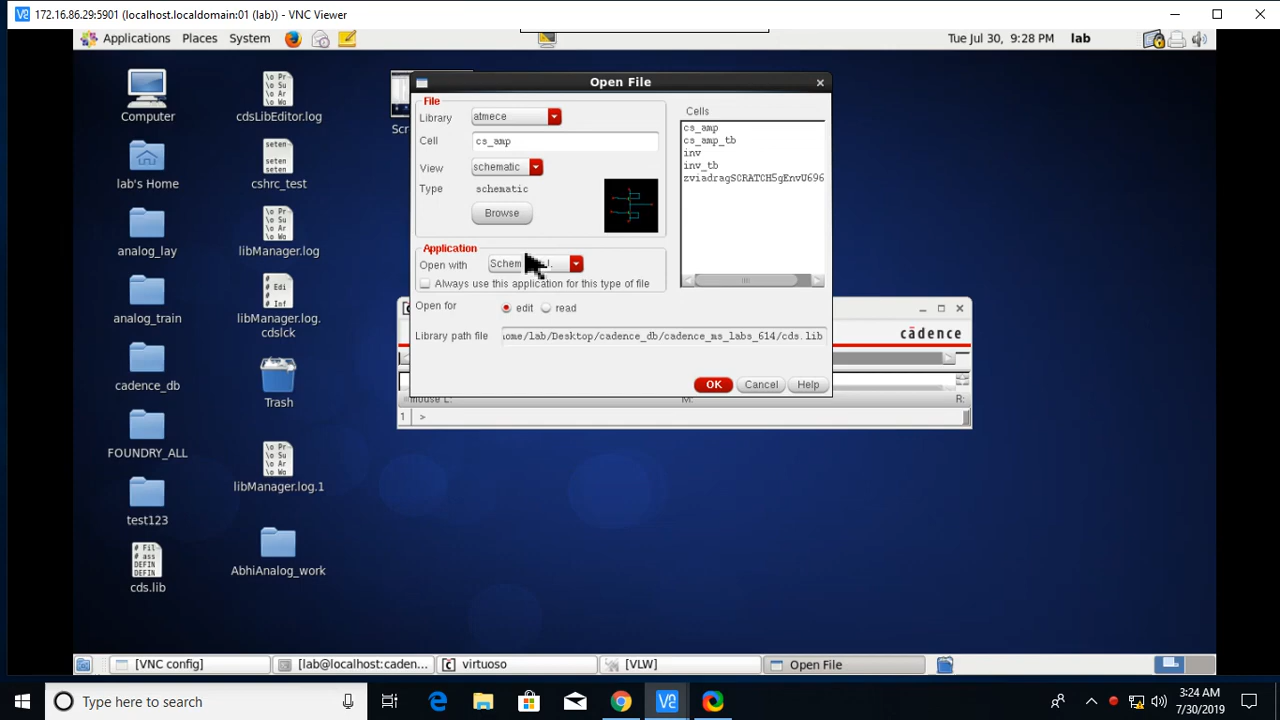 172.16.86.29:5901 (localhost.localdomain:01 (lab)) - VNC Viewer
Applications Places System
Tue Jul 30, 9:28 PM lab
Computer
cdsLibEditor.log
lab's Home
cshrc_test
analog_lay
libManager.log
analog_train
libManager.log.
cdslck
cadence_db
Trash
FOUNDRY_ALL
libManager.log.1
test123
AbhiAnalog_work
cds.lib
Open File
File
Library atmece
Cell cs_amp
View schematic
Type schematic
Browse
Cells
cs_amp
cs_amp_tb
inv
inv_tb
zviadragSCRATCH5gEnvU696
Application
Open with
Always use this application for this type of file
Open for edit read
Library path file /home/lab/Desktop/cadence_db/cadence_ms_labs_614/cds.lib
OK Cancel Help
cādence
mouse L: M: R:
1 >
[VNC config]
[lab@localhost:caden...
virtuoso
[VLW]
Open File
Type here to search
3:24 AM
7/30/2019